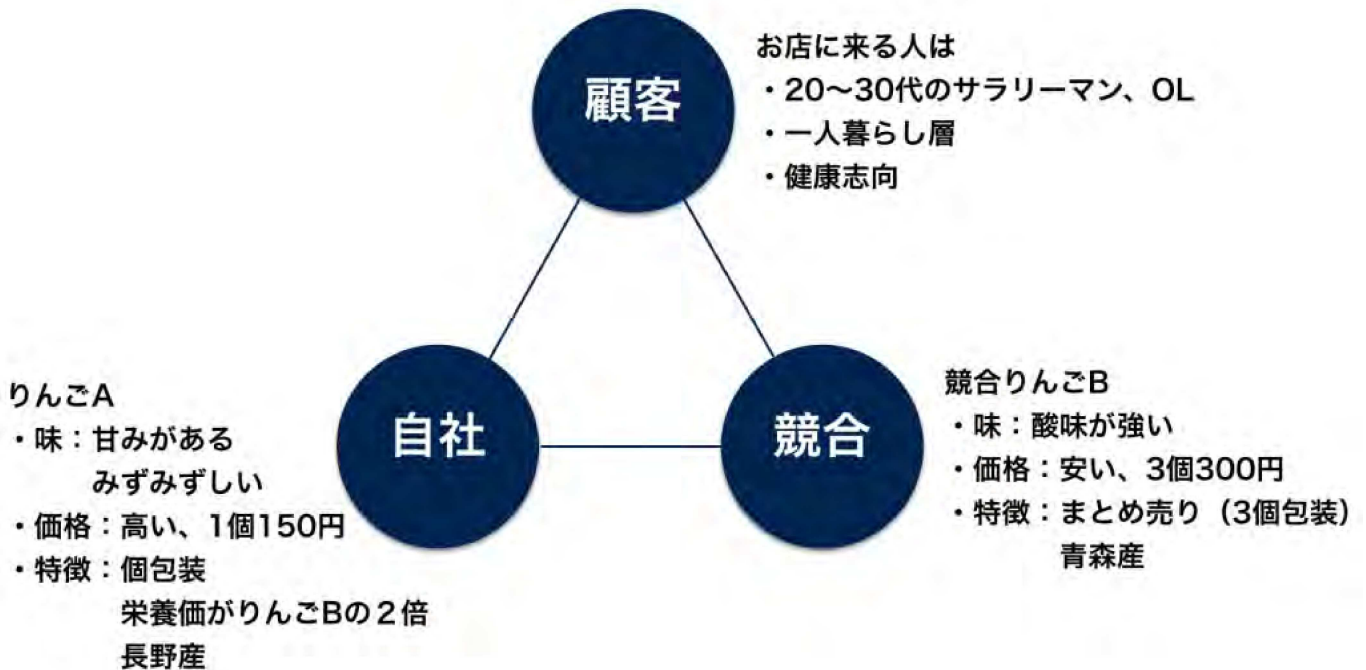 顧客
お店に来る人は
・20〜30代のサラリーマン、OL
・一人暮らし層
・健康志向
自社
りんごA
・味：甘みがある
みずみずしい
・価格：高い、1個150円
・特徴：個包装
栄養価がりんごBの２倍
長野産
競合
競合りんごB
・味：酸味が強い
・価格：安い、3個300円
・特徴：まとめ売り（3個包装）
青森産